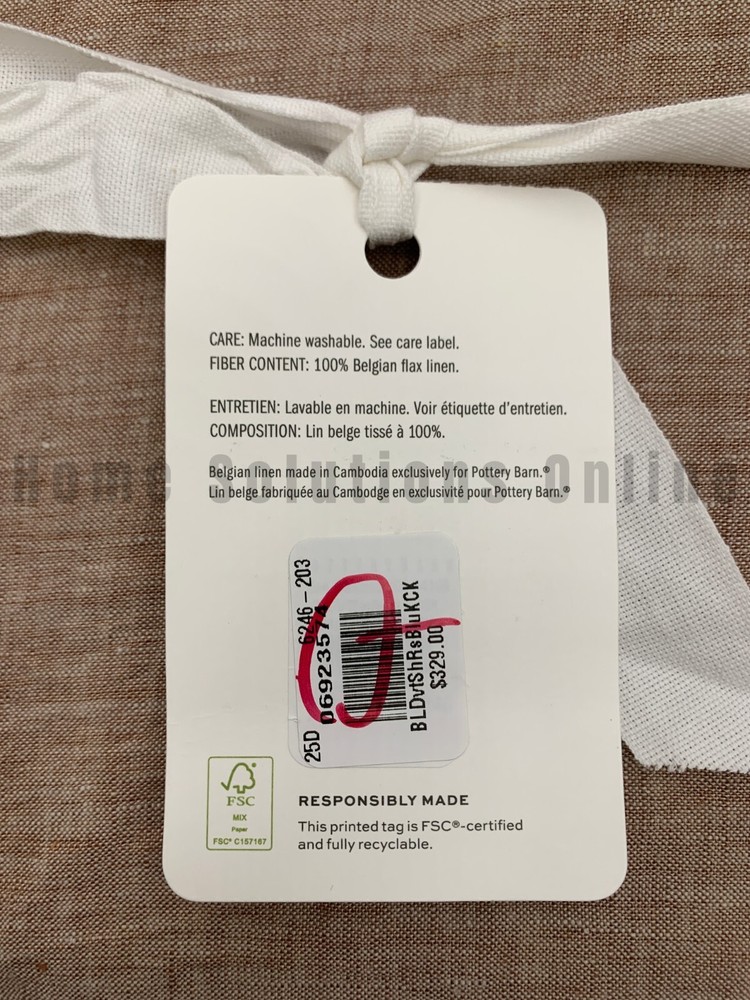 CARE: Machine washable. See care label.
FIBER CONTENT: 100% Belgian flax linen.
ENTRETIEN: Lavable en machine. Voir étiquette d'entretien.
COMPOSITION: Lin belge tissé à 100%.
Belgian linen made in Cambodia exclusively for Pottery Barn.®
Lin belge fabriquée au Cambodge en exclusivité pour Pottery Barn.®
Home Solutions Online
25D 6246-203
06923574
BLDvtShRsBluKCK
$329.00
FSC
MIX
Paper
FSC® C157167
RESPONSIBLY MADE
This printed tag is FSC®-certified
and fully recyclable.